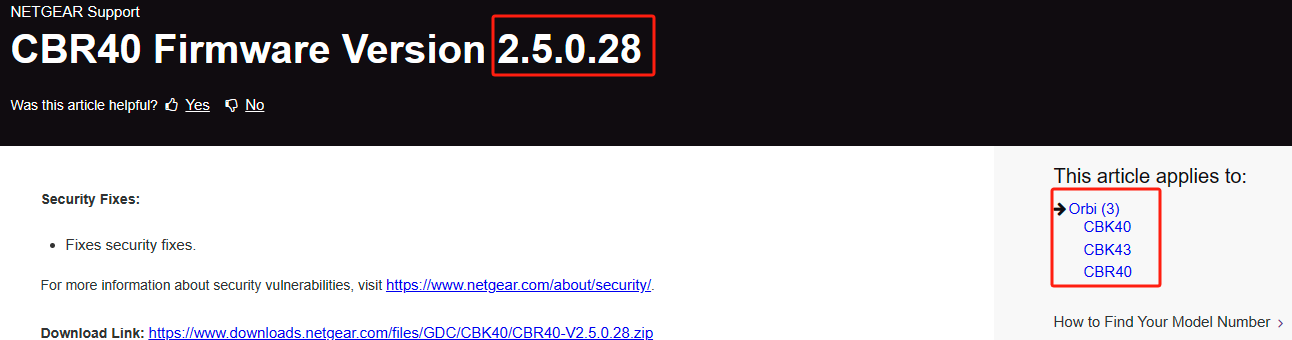 NETGEAR Support
CBR40 Firmware Version 2.5.0.28
Was this article helpful? Yes No
Security Fixes:
• Fixes security fixes.
For more information about security vulnerabilities, visit https://www.netgear.com/about/security/.
Download Link: https://www.downloads.netgear.com/files/GDC/CBK40/CBR40-V2.5.0.28.zip
This article applies to:
Orbi (3)
CBK40
CBK43
CBR40
How to Find Your Model Number